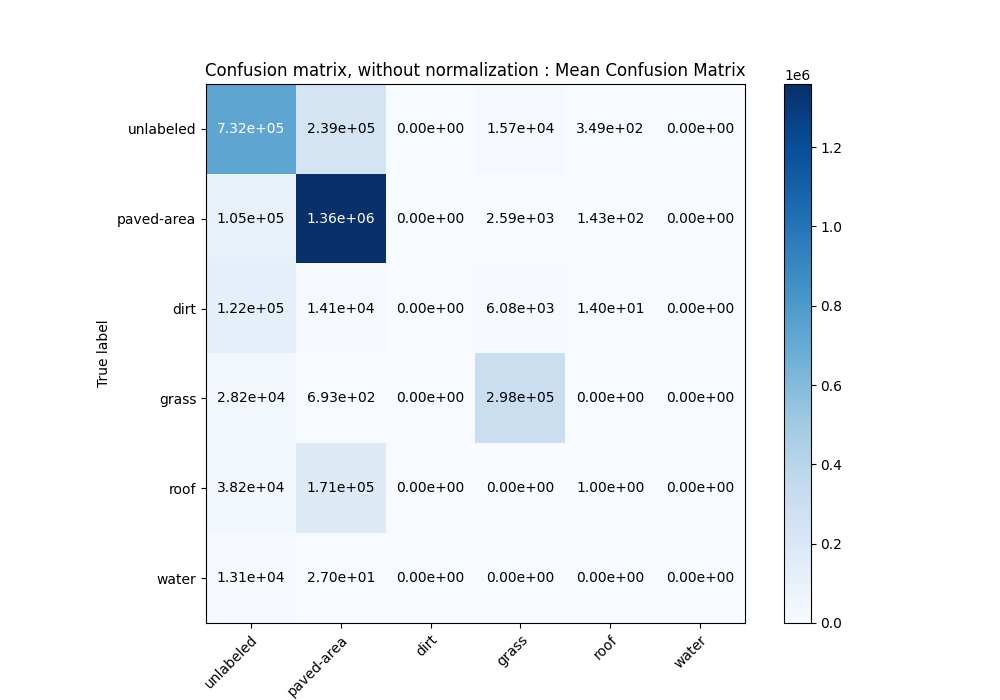 Confusion matrix, without normalization : Mean Confusion Matrix
1e6
unlabeled 7.32e+05 2.39e+05 0.00e+00 1.57e+04 3.49e+02 0.00e+00
paved-area 1.05e+05 1.36e+06 0.00e+00 2.59e+03 1.43e+02 0.00e+00
dirt 1.22e+05 1.41e+04 0.00e+00 6.08e+03 1.40e+01 0.00e+00
grass 2.82e+04 6.93e+02 0.00e+00 2.98e+05 0.00e+00 0.00e+00
roof 3.82e+04 1.71e+05 0.00e+00 0.00e+00 1.00e+00 0.00e+00
water 1.31e+04 2.70e+01 0.00e+00 0.00e+00 0.00e+00 0.00e+00
True label
unlabeled paved-area dirt grass roof water
1.2
1.0
0.8
0.6
0.4
0.2
0.0